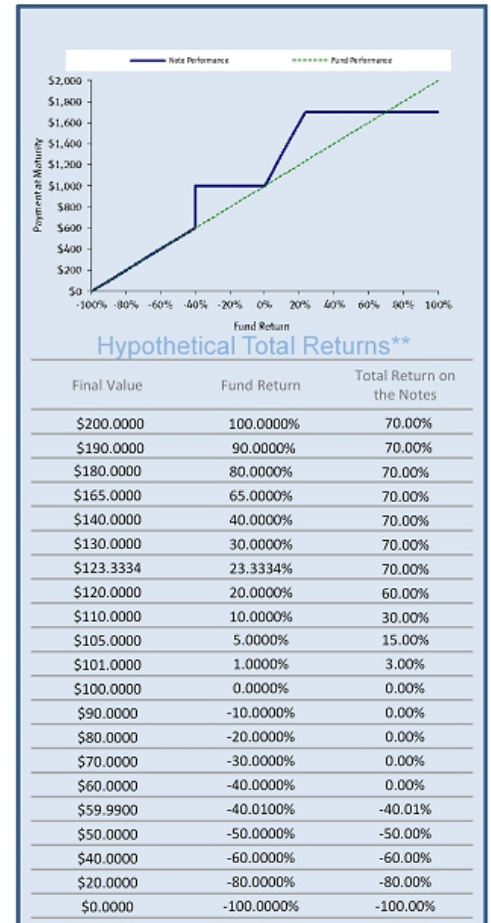 Note Performance Fund Performance
Payment at Maturity
$2,000
$1,800
$1,600
$1,400
$1,200
$1,000
$800
$600
$400
$200
$0
-100% -80% -60% -40% -20% 0% 20% 40% 60% 80% 100%
Fund Return
Hypothetical Total Returns**
Final Value Fund Return Total Return on
the Notes
$200.0000 100.0000% 70.00%
$190.0000 90.0000% 70.00%
$180.0000 80.0000% 70.00%
$165.0000 65.0000% 70.00%
$140.0000 40.0000% 70.00%
$130.0000 30.0000% 70.00%
$123.3334 23.3334% 70.00%
$120.0000 20.0000% 60.00%
$110.0000 10.0000% 30.00%
$105.0000 5.0000% 15.00%
$101.0000 1.0000% 3.00%
$100.0000 0.0000% 0.00%
$90.0000 -10.0000% 0.00%
$80.0000 -20.0000% 0.00%
$70.0000 -30.0000% 0.00%
$60.0000 -40.0000% 0.00%
$59.9900 -40.0100% -40.01%
$50.0000 -50.0000% -50.00%
$40.0000 -60.0000% -60.00%
$20.0000 -80.0000% -80.00%
$0.0000 -100.0000% -100.00%